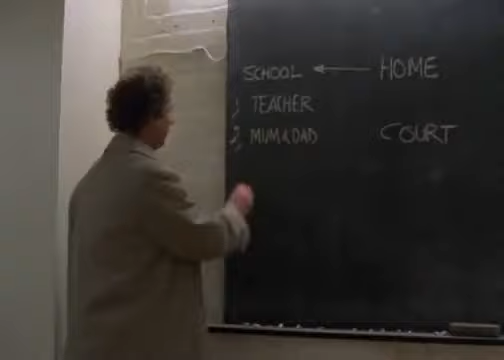 SCHOOL ← HOME
1, TEACHER
2, MUM & DAD COURT